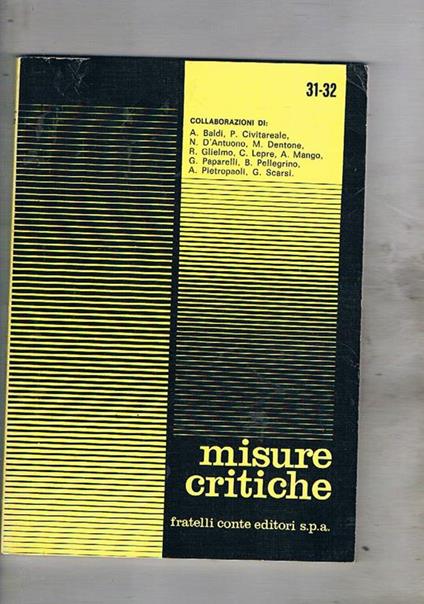 31-32
COLLABORAZIONI DI:
A. Baldi, P. Civitareale,
N. D'Antuono, M. Dentone,
R. Glielmo, C. Lepre, A. Mango,
G. Paparelli, B. Pellegrino,
A. Pietropaoli, G. Scarsi.
misure
critiche
fratelli conte editori s.p.a.